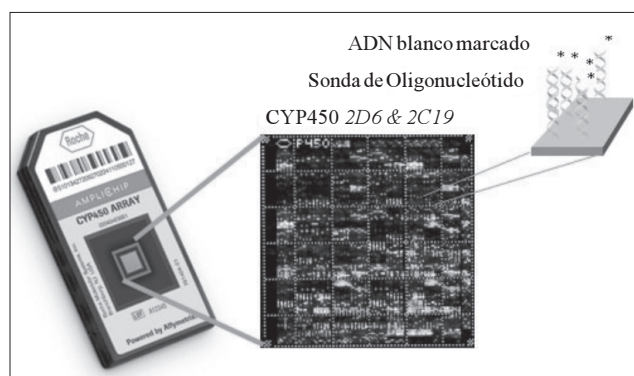 ADN blanco marcado
Sonda de Oligonucleótido
CYP450 2D6 & 2C19
Roche
AMPLICHIP
CYP450 ARRAY
P450
Powered by Affymetrix